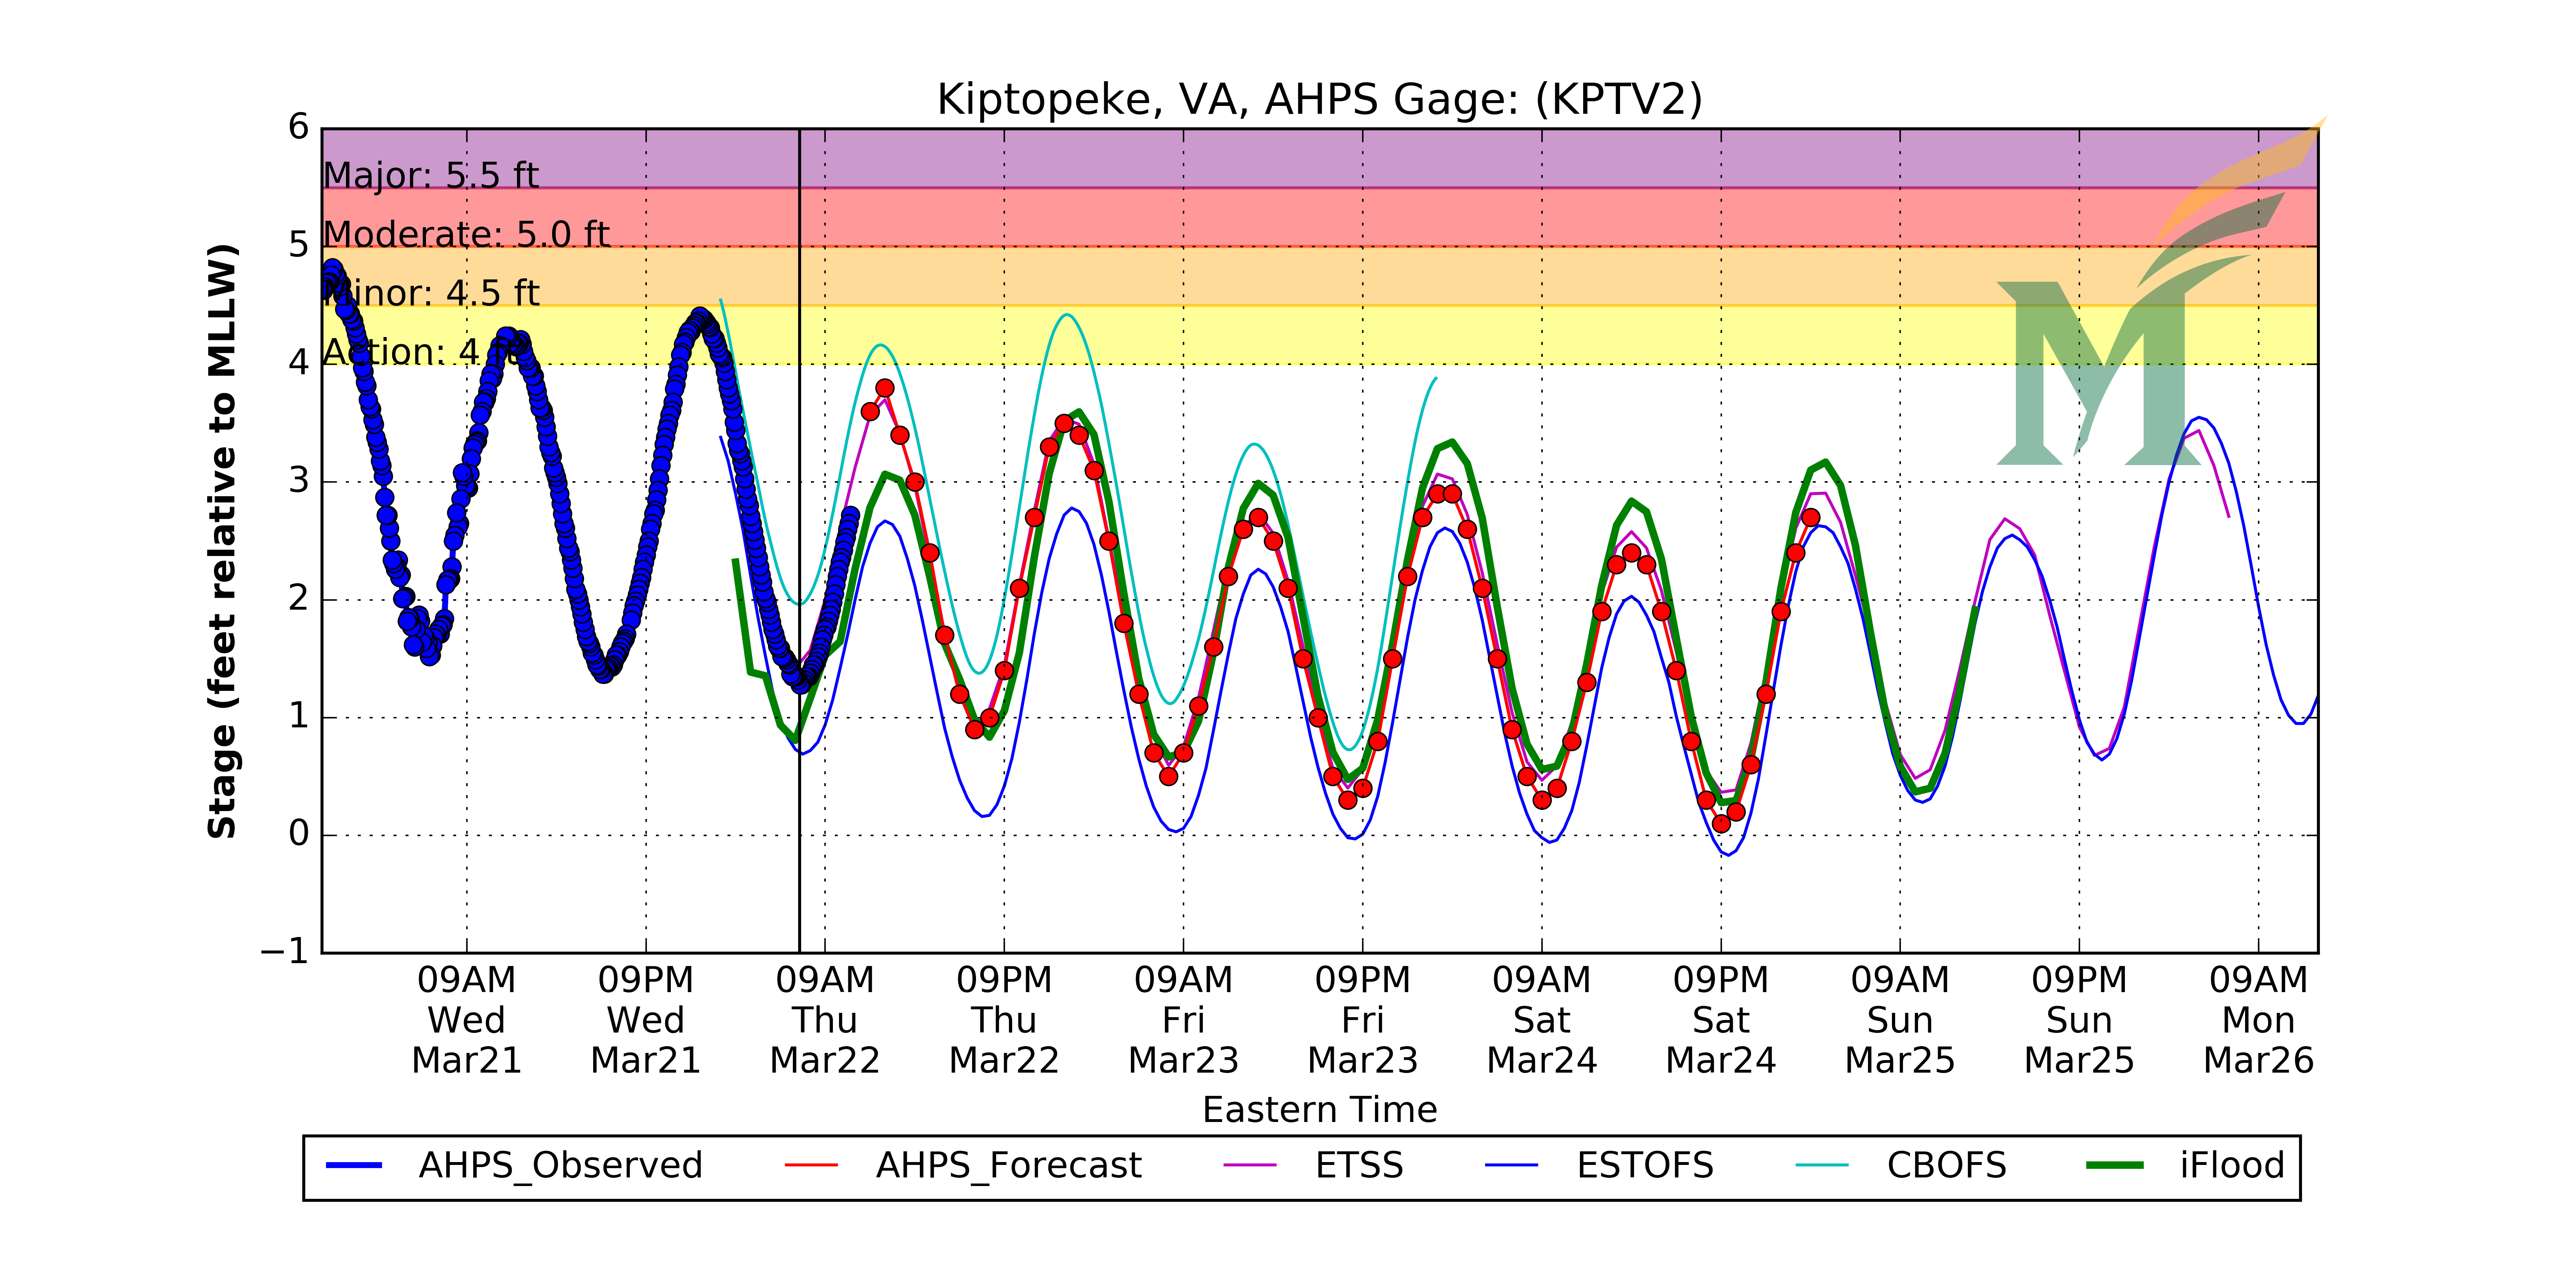 Kiptopeke, VA, AHPS Gage: (KPTV2)
6
5
4
3
2
1
0
−1
Stage (feet relative to MLLW)
Major: 5.5 ft
Moderate: 5.0 ft
Minor: 4.5 ft
Action: 4 ft
M
09AM 09PM 09AM 09PM 09AM 09PM 09AM 09PM 09AM 09PM 09AM
Wed Wed Thu Thu Fri Fri Sat Sat Sun Sun Mon
Mar21 Mar21 Mar22 Mar22 Mar23 Mar23 Mar24 Mar24 Mar25 Mar25 Mar26
Eastern Time
AHPS_Observed AHPS_Forecast ETSS ESTOFS CBOFS iFlood